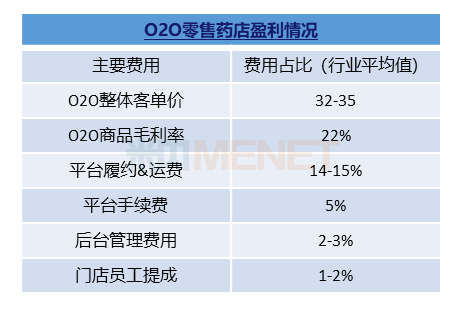 O2O零售药店盈利情况
主要费用 费用占比（行业平均值）
O2O整体客单价 32-35
O2O商品毛利率 22%
平台履约&运费 14-15%
平台手续费 5%
后台管理费用 2-3%
门店员工提成 1-2%
MENET